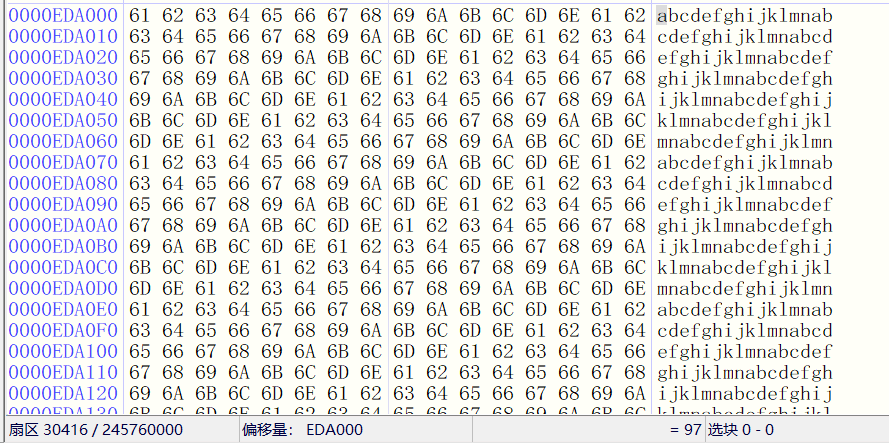 0000EDA000 61 62 63 64 65 66 67 68 69 6A 6B 6C 6D 6E 61 62 abcdefghijklmnab
0000EDA010 63 64 65 66 67 68 69 6A 6B 6C 6D 6E 61 62 63 64 cdefghijklmnabcd
0000EDA020 65 66 67 68 69 6A 6B 6C 6D 6E 61 62 63 64 65 66 efghijklmnabcdef
0000EDA030 67 68 69 6A 6B 6C 6D 6E 61 62 63 64 65 66 67 68 ghijklmnabcdefgh
0000EDA040 69 6A 6B 6C 6D 6E 61 62 63 64 65 66 67 68 69 6A ijklmnabcdefghij
0000EDA050 6B 6C 6D 6E 61 62 63 64 65 66 67 68 69 6A 6B 6C klmnabcdefghijkl
0000EDA060 6D 6E 61 62 63 64 65 66 67 68 69 6A 6B 6C 6D 6E mnabcdefghijklmn
0000EDA070 61 62 63 64 65 66 67 68 69 6A 6B 6C 6D 6E 61 62 abcdefghijklmnab
0000EDA080 63 64 65 66 67 68 69 6A 6B 6C 6D 6E 61 62 63 64 cdefghijklmnabcd
0000EDA090 65 66 67 68 69 6A 6B 6C 6D 6E 61 62 63 64 65 66 efghijklmnabcdef
0000EDA0A0 67 68 69 6A 6B 6C 6D 6E 61 62 63 64 65 66 67 68 ghijklmnabcdefgh
0000EDA0B0 69 6A 6B 6C 6D 6E 61 62 63 64 65 66 67 68 69 6A ijklmnabcdefghij
0000EDA0C0 6B 6C 6D 6E 61 62 63 64 65 66 67 68 69 6A 6B 6C klmnabcdefghijkl
0000EDA0D0 6D 6E 61 62 63 64 65 66 67 68 69 6A 6B 6C 6D 6E mnabcdefghijklmn
0000EDA0E0 61 62 63 64 65 66 67 68 69 6A 6B 6C 6D 6E 61 62 abcdefghijklmnab
0000EDA0F0 63 64 65 66 67 68 69 6A 6B 6C 6D 6E 61 62 63 64 cdefghijklmnabcd
0000EDA100 65 66 67 68 69 6A 6B 6C 6D 6E 61 62 63 64 65 66 efghijklmnabcdef
0000EDA110 67 68 69 6A 6B 6C 6D 6E 61 62 63 64 65 66 67 68 ghijklmnabcdefgh
0000EDA120 69 6A 6B 6C 6D 6E 61 62 63 64 65 66 67 68 69 6A ijklmnabcdefghij
0000EDA130 6B 6C 6D 6E 61 62 63 64 65 66 67 68 69 6A 6B 6C klmnabcdefghijkl
扇区 30416 / 245760000 偏移量: EDA000 = 97 选块 0 - 0